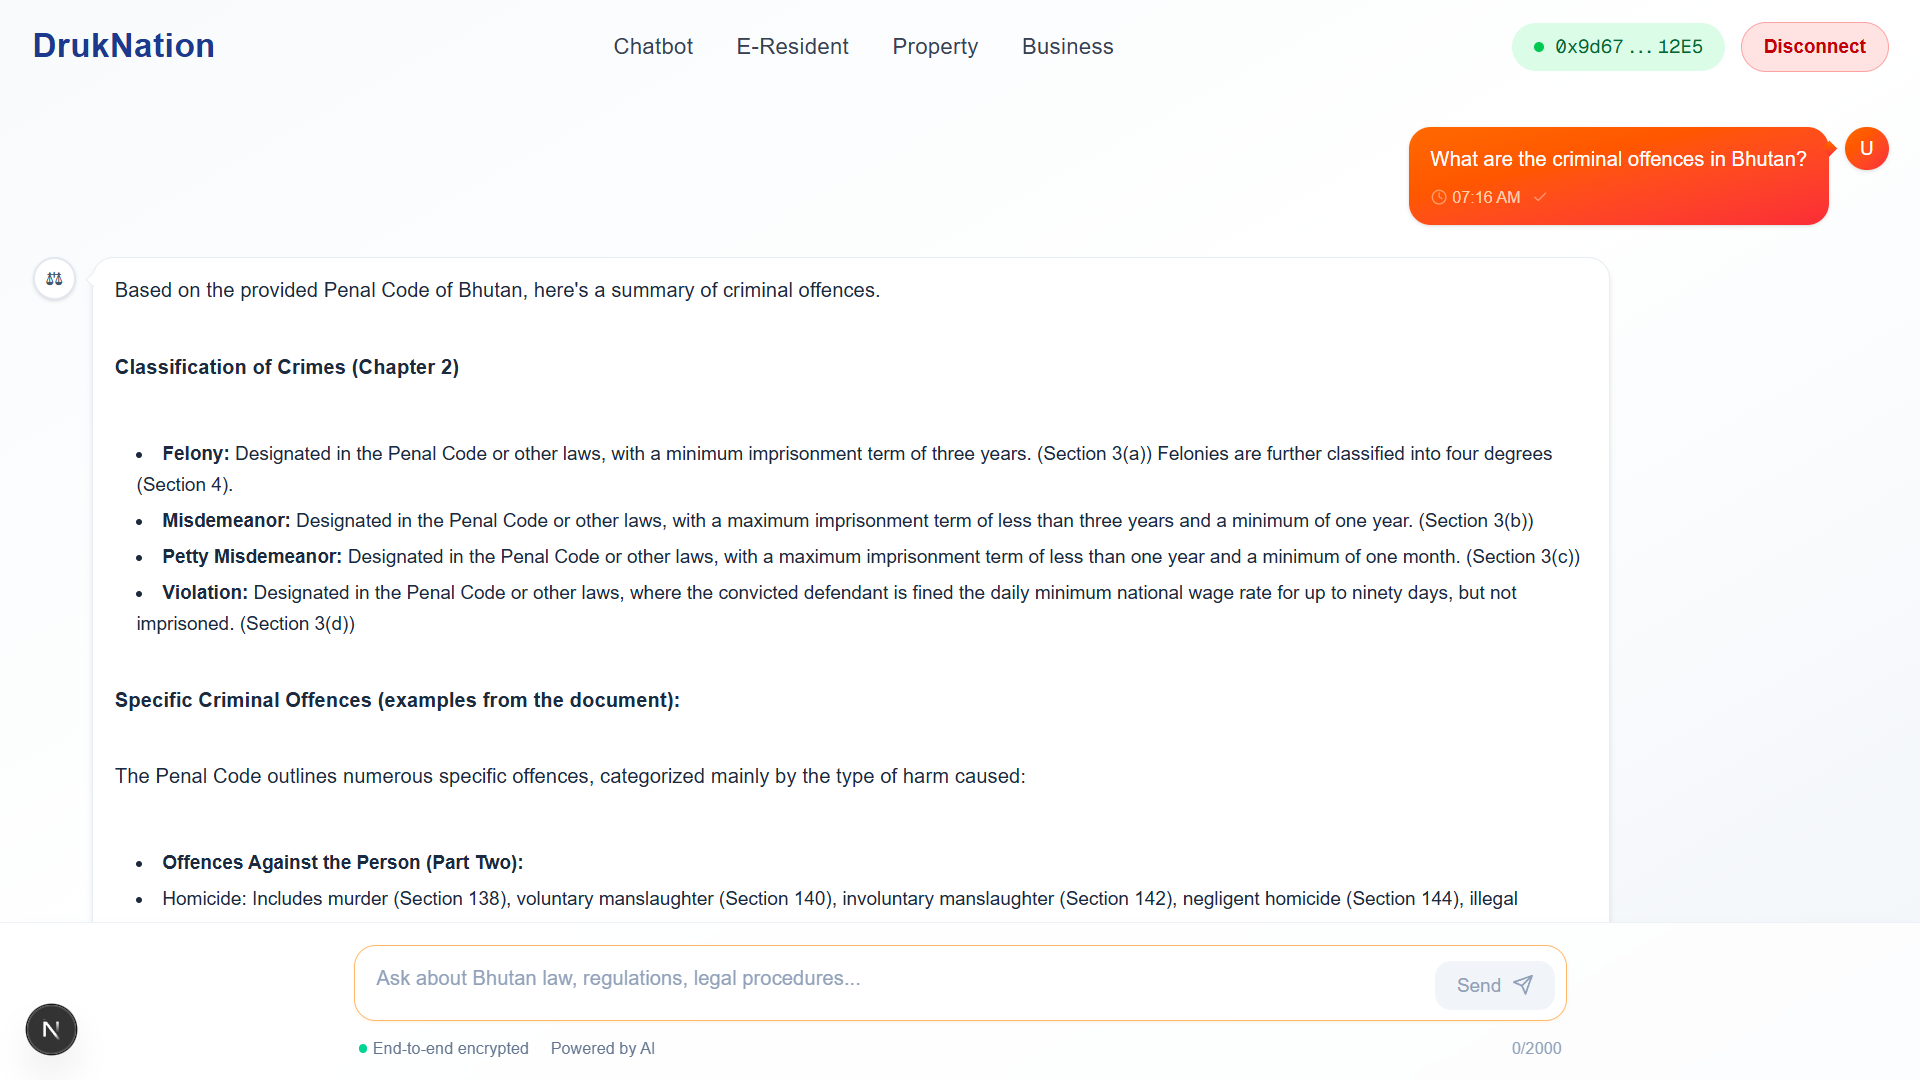 DrukNation
Chatbot
E-Resident
Property
Business
0x9d67...12E5
Disconnect
What are the criminal offences in Bhutan?
07:16 AM
U
Based on the provided Penal Code of Bhutan, here's a summary of criminal offences.
Classification of Crimes (Chapter 2)
• Felony: Designated in the Penal Code or other laws, with a minimum imprisonment term of three years. (Section 3(a)) Felonies are further classified into four degrees
(Section 4).
• Misdemeanor: Designated in the Penal Code or other laws, with a maximum imprisonment term of less than three years and a minimum of one year. (Section 3(b))
• Petty Misdemeanor: Designated in the Penal Code or other laws, with a maximum imprisonment term of less than one year and a minimum of one month. (Section 3(c))
• Violation: Designated in the Penal Code or other laws, where the convicted defendant is fined the daily minimum national wage rate for up to ninety days, but not
imprisoned. (Section 3(d))
Specific Criminal Offences (examples from the document):
The Penal Code outlines numerous specific offences, categorized mainly by the type of harm caused:
• Offences Against the Person (Part Two):
• Homicide: Includes murder (Section 138), voluntary manslaughter (Section 140), involuntary manslaughter (Section 142), negligent homicide (Section 144), illegal
Ask about Bhutan law, regulations, legal procedures...
Send
N
End-to-end encrypted
Powered by AI
0/2000